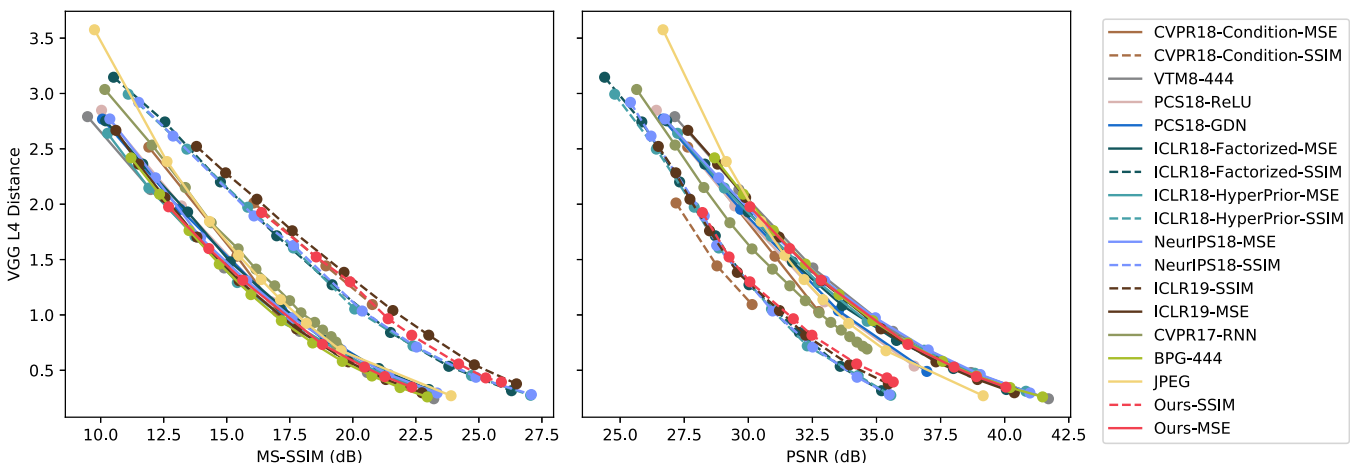 VGG L4 Distance
3.5
3.0
2.5
2.0
1.5
1.0
0.5
10.0 12.5 15.0 17.5 20.0 22.5 25.0 27.5
MS-SSIM (dB)
25.0 27.5 30.0 32.5 35.0 37.5 40.0 42.5
PSNR (dB)
CVPR18-Condition-MSE
CVPR18-Condition-SSIM
VTM8-444
PCS18-ReLU
PCS18-GDN
ICLR18-Factorized-MSE
ICLR18-Factorized-SSIM
ICLR18-HyperPrior-MSE
ICLR18-HyperPrior-SSIM
NeurIPS18-MSE
NeurIPS18-SSIM
ICLR19-SSIM
ICLR19-MSE
CVPR17-RNN
BPG-444
JPEG
Ours-SSIM
Ours-MSE